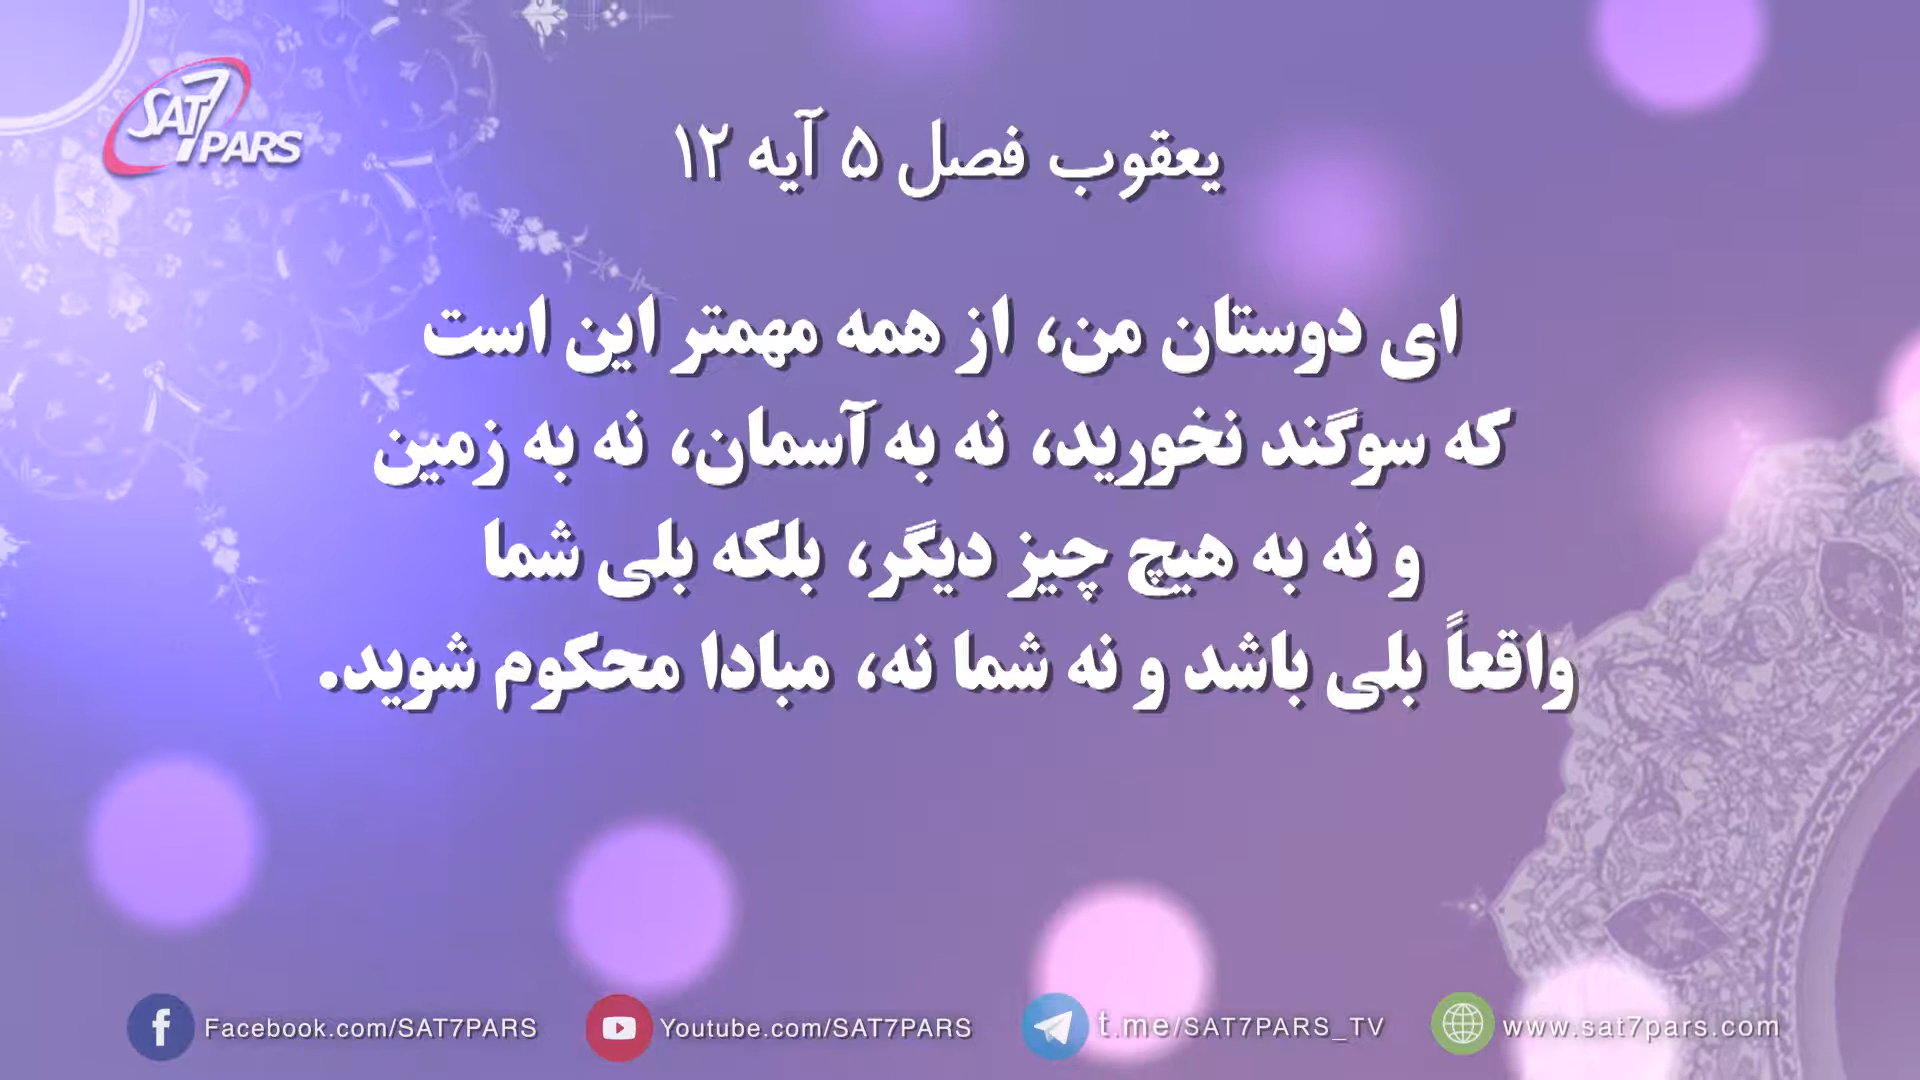 SAT7 PARS
یعقوب فصل ۵ آیه ۱۲
ای دوستان من، از همه مهمتر این است
که سوگند نخورید، نه به آسمان، نه به زمین
و نه به هیچ چیز دیگر، بلکه بلی شما
واقعاً بلی باشد و نه شما نه، مبادا محکوم شوید.
Facebook.com/SAT7PARS
Youtube.com/SAT7PARS
t.me/SAT7PARS_TV
www.sat7pars.com